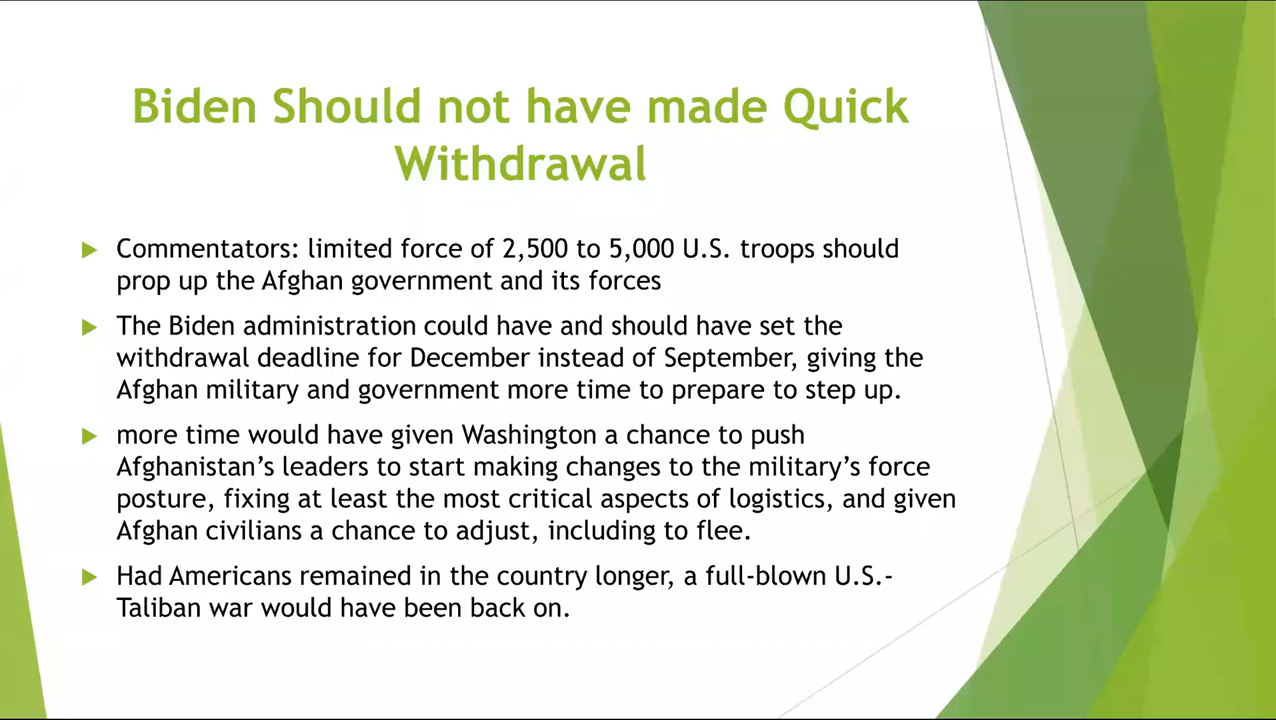 Biden Should not have made Quick
Withdrawal
Commentators: limited force of 2,500 to 5,000 U.S. troops should
prop up the Afghan government and its forces
The Biden administration could have and should have set the
withdrawal deadline for December instead of September, giving the
Afghan military and government more time to prepare to step up.
more time would have given Washington a chance to push
Afghanistan’s leaders to start making changes to the military’s force
posture, fixing at least the most critical aspects of logistics, and given
Afghan civilians a chance to adjust, including to flee.
Had Americans remained in the country longer, a full-blown U.S.-
Taliban war would have been back on.